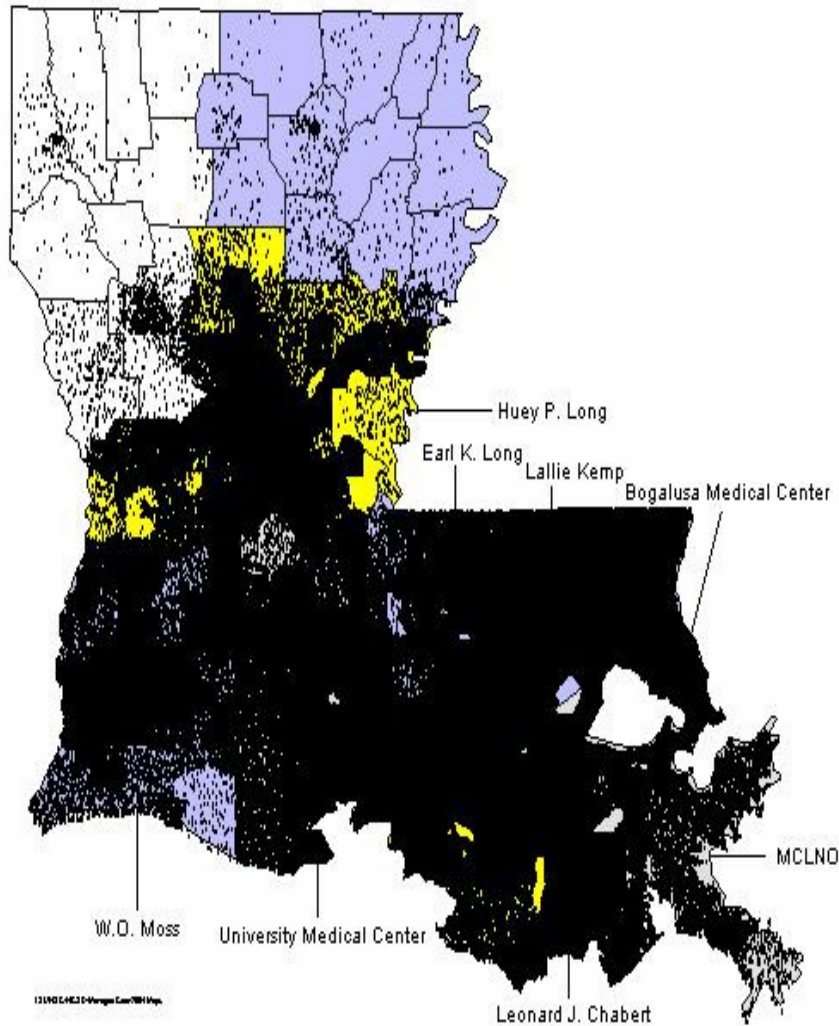 Huey P. Long
Earl K. Long
Lallie Kemp
Bogalusa Medical Center
MCLNO
W.O. Moss
University Medical Center
Leonard J. Chabert